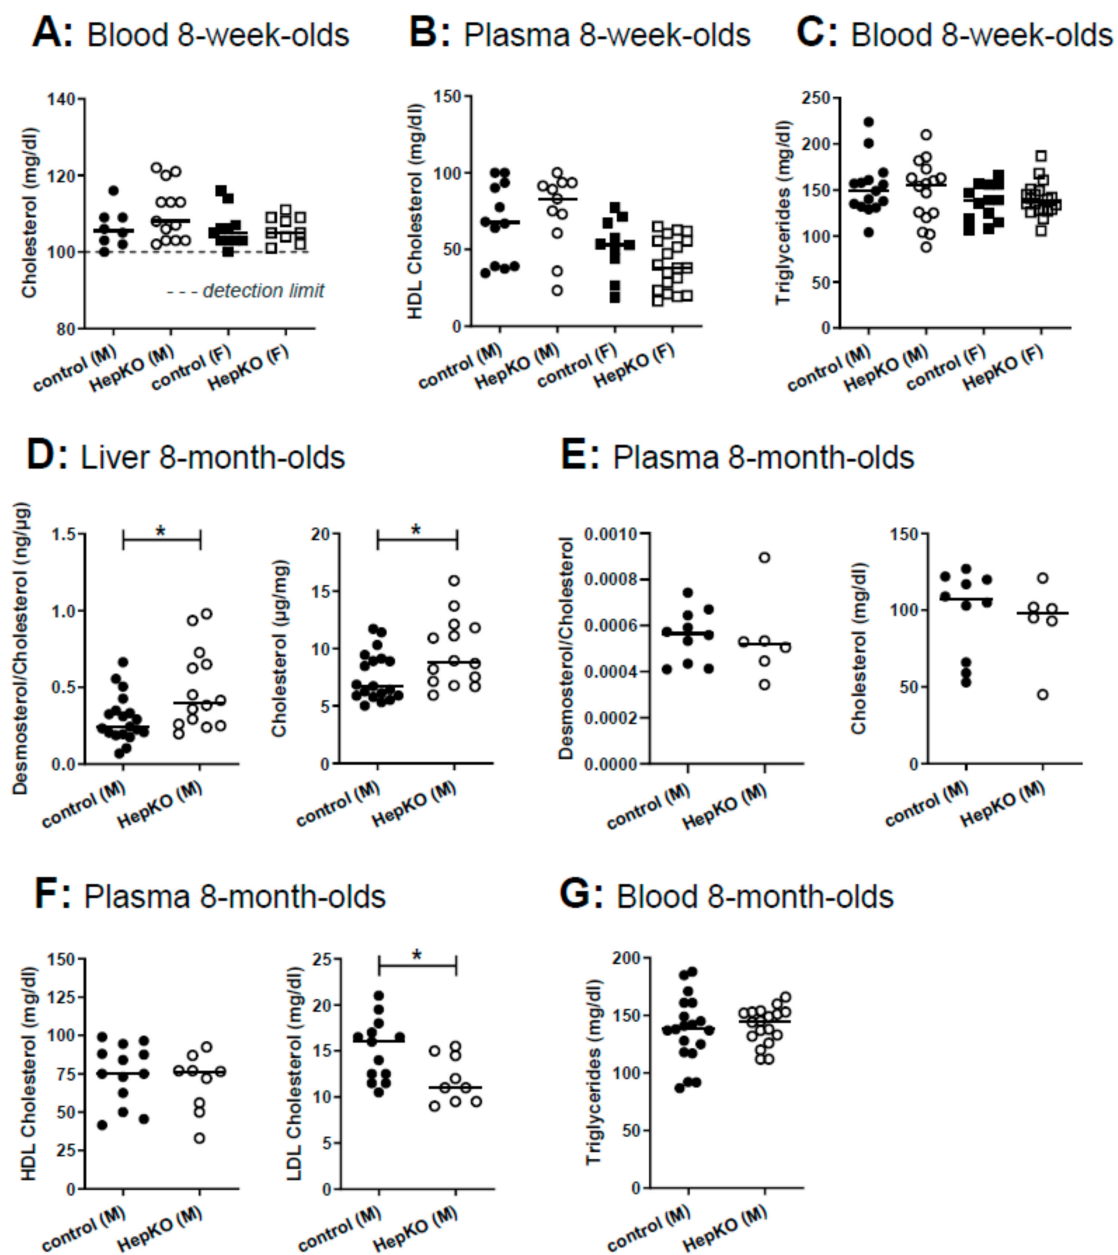 A: Blood 8-week-olds
Cholesterol (mg/dl)
140
120
100
80
--- detection limit
control (M)
HepKO (M)
control (F)
HepKO (F)
B: Plasma 8-week-olds
HDL Cholesterol (mg/dl)
150
100
50
0
control (M)
HepKO (M)
control (F)
HepKO (F)
C: Blood 8-week-olds
Triglycerides (mg/dl)
250
200
150
100
50
0
control (M)
HepKO (M)
control (F)
HepKO (F)
D: Liver 8-month-olds
Desmosterol/Cholesterol (ng/µg)
1.5
1.0
0.5
0.0
*
control (M)
HepKO (M)
Cholesterol (µg/mg)
20
15
10
5
0
*
control (M)
HepKO (M)
E: Plasma 8-month-olds
Desmosterol/Cholesterol
0.0010
0.0008
0.0006
0.0004
0.0002
0.0000
control (M)
HepKO (M)
Cholesterol (mg/dl)
150
100
50
0
control (M)
HepKO (M)
F: Plasma 8-month-olds
HDL Cholesterol (mg/dl)
150
125
100
75
50
25
0
control (M)
HepKO (M)
LDL Cholesterol (mg/dl)
25
20
15
10
5
0
*
control (M)
HepKO (M)
G: Blood 8-month-olds
Triglycerides (mg/dl)
200
150
100
50
0
control (M)
HepKO (M)